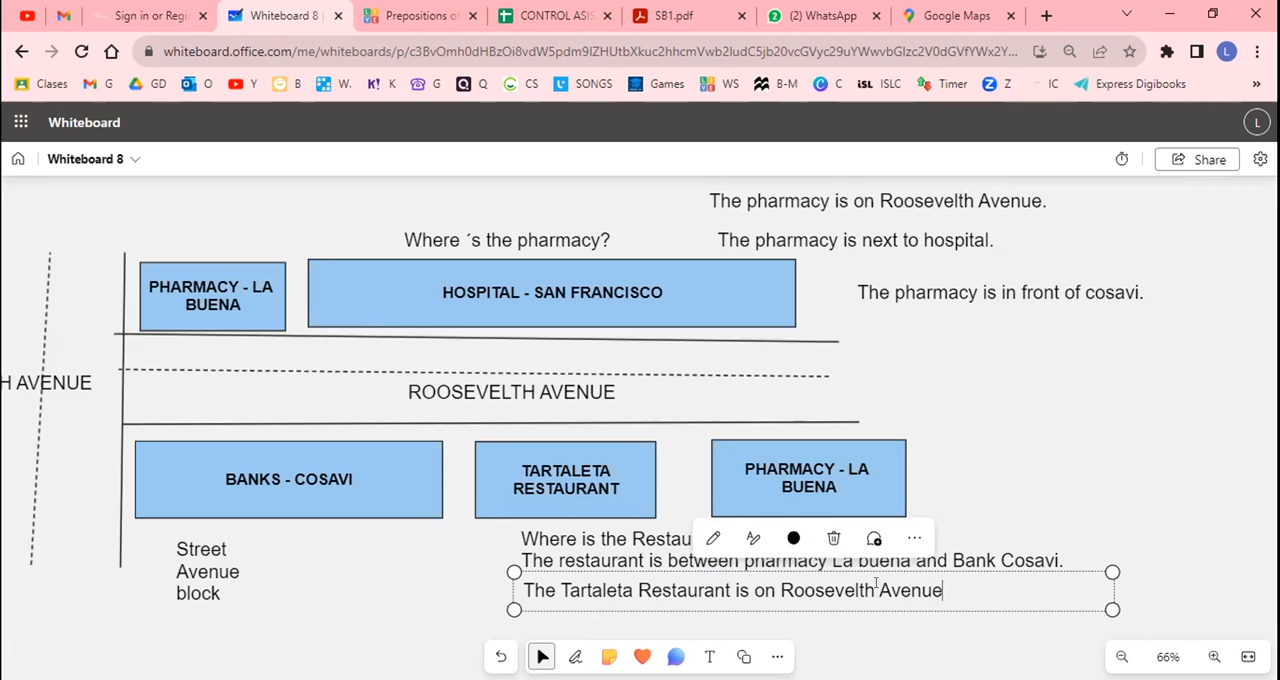 Sign in or Regi
Whiteboard 8 |
Prepositions of
CONTROL ASIS
SB1.pdf
(2) WhatsApp
Google Maps
whiteboard.office.com/me/whiteboards/p/
L
Clases
M G
GD
O
Y
B
W.
K! K
G
Q
CS
SONGS
Games
WS
B-M
C
iSL ISLC
Timer
Z Z
IC
Express Digibooks
»
Whiteboard
L
Whiteboard 8
Share
The pharmacy is on Roosevelth Avenue.
Where ´s the pharmacy?
The pharmacy is next to hospital.
PHARMACY - LA
BUENA
HOSPITAL - SAN FRANCISCO
The pharmacy is in front of cosavi.
H AVENUE
ROOSEVELTH AVENUE
BANKS - COSAVI
TARTALETA
RESTAURANT
PHARMACY - LA
BUENA
Where is the Restau
The restaurant is between pharmacy La buena and Bank Cosavi.
The Tartaleta Restaurant is on Roosevelth Avenue
Street
Avenue
block
T
66%